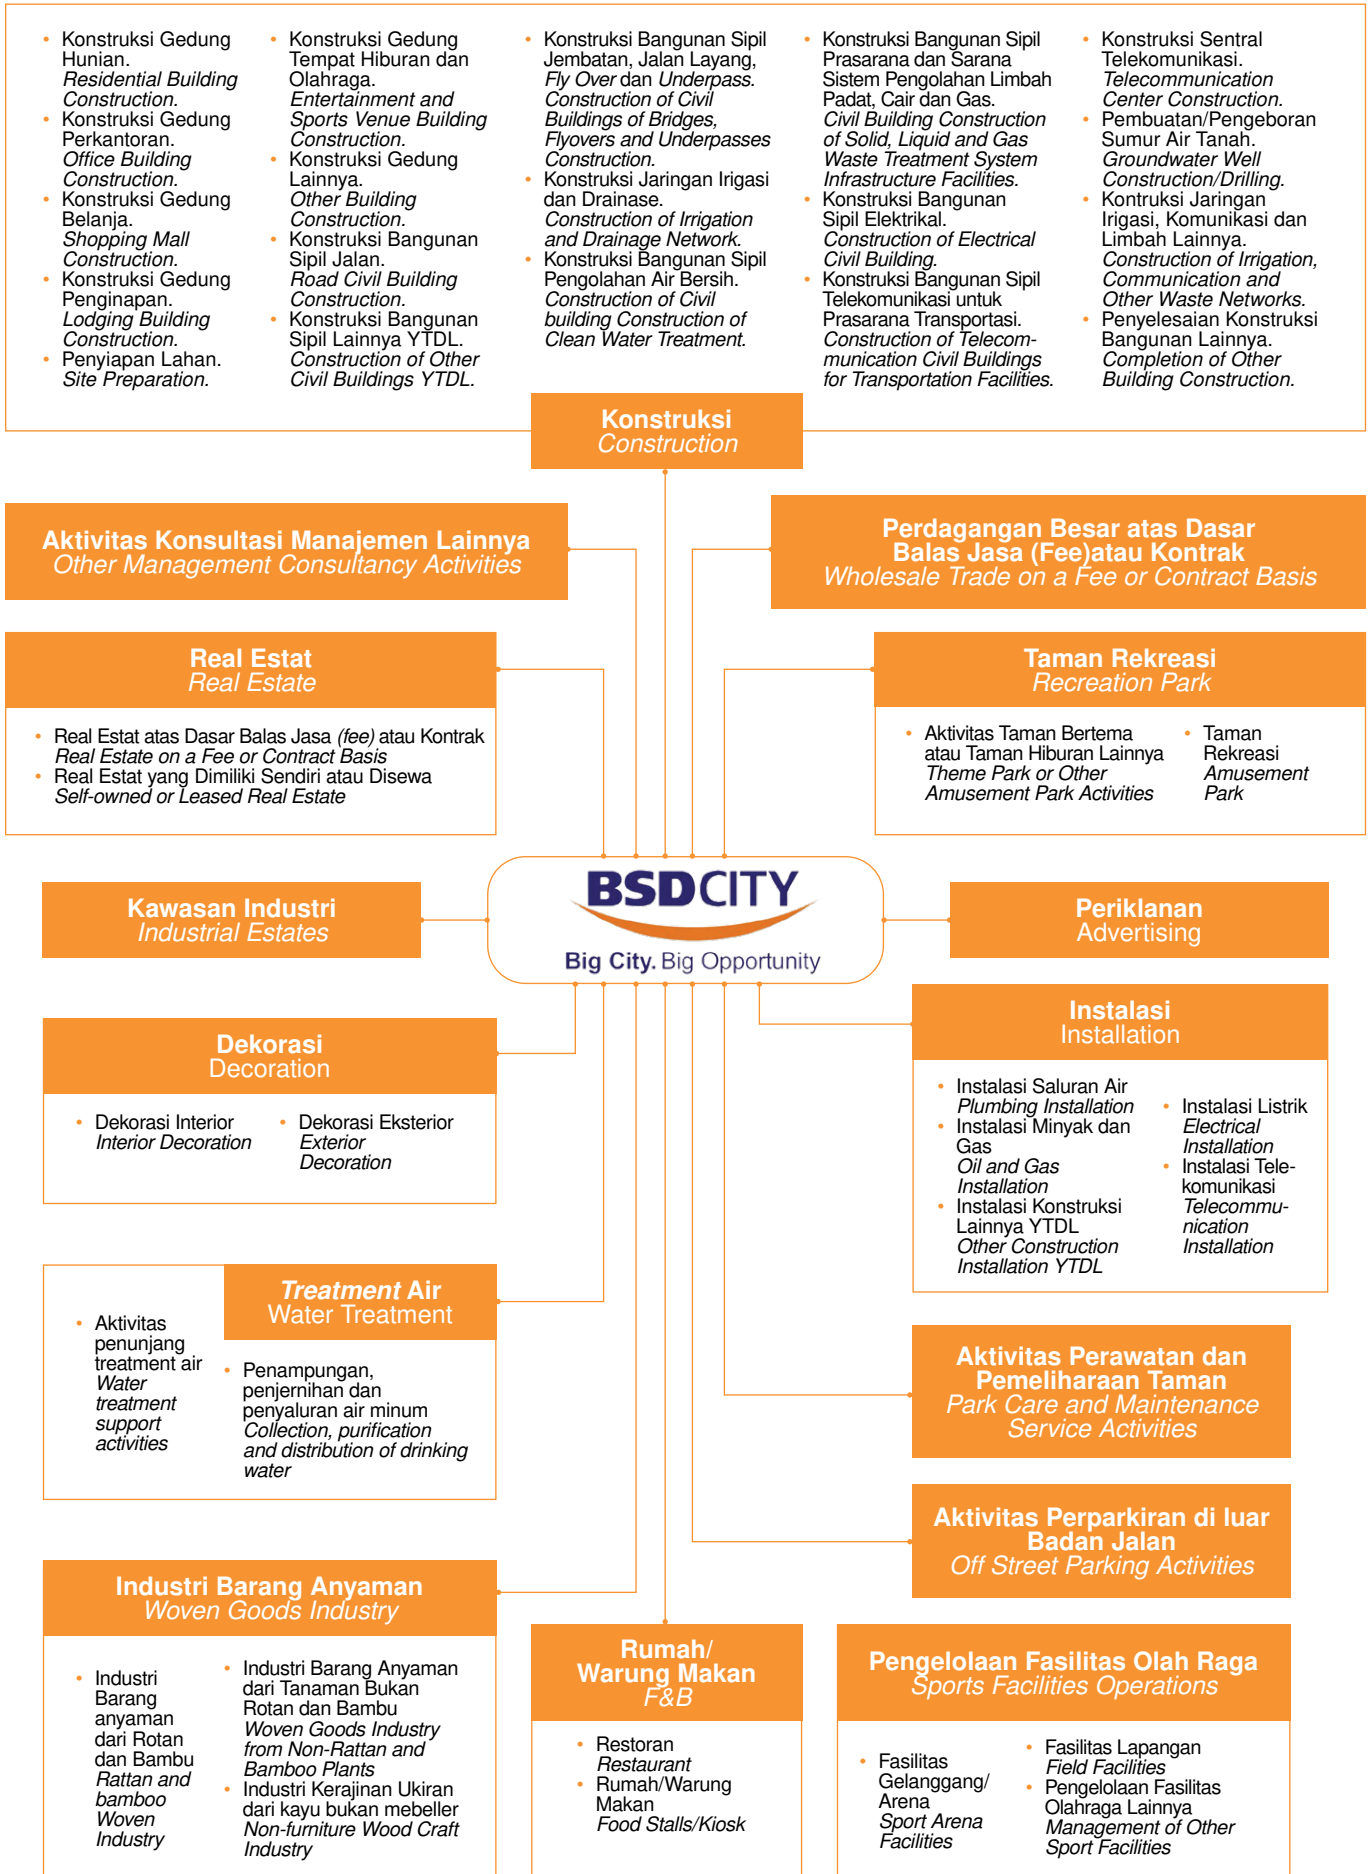 • Konstruksi Gedung
Hunian.
Residential Building
Construction.
• Konstruksi Gedung
Perkantoran.
Office Building
Construction.
• Konstruksi Gedung
Belanja.
Shopping Mall
Construction.
• Konstruksi Gedung
Penginapan.
Lodging Building
Construction.
• Penyiapan Lahan.
Site Preparation.
• Konstruksi Gedung
Tempat Hiburan dan
Olahraga.
Entertainment and
Sports Venue Building
Construction.
• Konstruksi Gedung
Lainnya.
Other Building
Construction.
• Konstruksi Bangunan
Sipil Jalan.
Road Civil Building
Construction.
• Konstruksi Bangunan
Sipil Lainnya YTDL.
Construction of Other
Civil Buildings YTDL.
• Konstruksi Bangunan Sipil
Jembatan, Jalan Layang,
Fly Over dan Underpass.
Construction of Civil
Buildings of Bridges,
Flyovers and Underpasses
Construction.
• Konstruksi Jaringan Irigasi
dan Drainase.
Construction of Irrigation
and Drainage Network.
• Konstruksi Bangunan Sipil
Pengolahan Air Bersih.
Construction of Civil
building Construction of
Clean Water Treatment.
• Konstruksi Bangunan Sipil
Prasarana dan Sarana
Sistem Pengolahan Limbah
Padat, Cair dan Gas.
Civil Building Construction
of Solid, Liquid and Gas
Waste Treatment System
Infrastructure Facilities.
• Konstruksi Bangunan
Sipil Elektrikal.
Construction of Electrical
Civil Building.
• Konstruksi Bangunan Sipil
Telekomunikasi untuk
Prasarana Transportasi.
Construction of Telecom-
munication Civil Buildings
for Transportation Facilities.
• Konstruksi Sentral
Telekomunikasi.
Telecommunication
Center Construction.
• Pembuatan/Pengeboran
Sumur Air Tanah.
Groundwater Well
Construction/Drilling.
• Kontruksi Jaringan
Irigasi, Komunikasi dan
Limbah Lainnya.
Construction of Irrigation,
Communication and
Other Waste Networks.
• Penyelesaian Konstruksi
Bangunan Lainnya.
Completion of Other
Building Construction.
Konstruksi
Construction
Aktivitas Konsultasi Manajemen Lainnya
Other Management Consultancy Activities
Perdagangan Besar atas Dasar
Balas Jasa (Fee)atau Kontrak
Wholesale Trade on a Fee or Contract Basis
Real Estat
Real Estate
• Real Estat atas Dasar Balas Jasa (fee) atau Kontrak
Real Estate on a Fee or Contract Basis
• Real Estat yang Dimiliki Sendiri atau Disewa
Self-owned or Leased Real Estate
Taman Rekreasi
Recreation Park
• Aktivitas Taman Bertema
atau Taman Hiburan Lainnya
Theme Park or Other
Amusement Park Activities
• Taman
Rekreasi
Amusement
Park
Kawasan Industri
Industrial Estates
BSDCITY
Big City. Big Opportunity
Periklanan
Advertising
Dekorasi
Decoration
• Dekorasi Interior
Interior Decoration
• Dekorasi Eksterior
Exterior
Decoration
Instalasi
Installation
• Instalasi Saluran Air
Plumbing Installation
• Instalasi Minyak dan
Gas
Oil and Gas
Installation
• Instalasi Konstruksi
Lainnya YTDL
Other Construction
Installation YTDL
• Instalasi Listrik
Electrical
Installation
• Instalasi Tele-
komunikasi
Telecommu-
nication
Installation
Treatment Air
Water Treatment
• Aktivitas
penunjang
treatment air
Water
treatment
support
activities
• Penampungan,
penjernihan dan
penyaluran air minum
Collection, purification
and distribution of drinking
water
Aktivitas Perawatan dan
Pemeliharaan Taman
Park Care and Maintenance
Service Activities
Aktivitas Perparkiran di luar
Badan Jalan
Off Street Parking Activities
Industri Barang Anyaman
Woven Goods Industry
• Industri
Barang
anyaman
dari Rotan
dan Bambu
Rattan and
bamboo
Woven
Industry
• Industri Barang Anyaman
dari Tanaman Bukan
Rotan dan Bambu
Woven Goods Industry
from Non-Rattan and
Bamboo Plants
• Industri Kerajinan Ukiran
dari kayu bukan mebeller
Non-furniture Wood Craft
Industry
Rumah/
Warung Makan
F&B
• Restoran
Restaurant
• Rumah/Warung
Makan
Food Stalls/Kiosk
Pengelolaan Fasilitas Olah Raga
Sports Facilities Operations
• Fasilitas
Gelanggang/
Arena
Sport Arena
Facilities
• Fasilitas Lapangan
Field Facilities
• Pengelolaan Fasilitas
Olahraga Lainnya
Management of Other
Sport Facilities